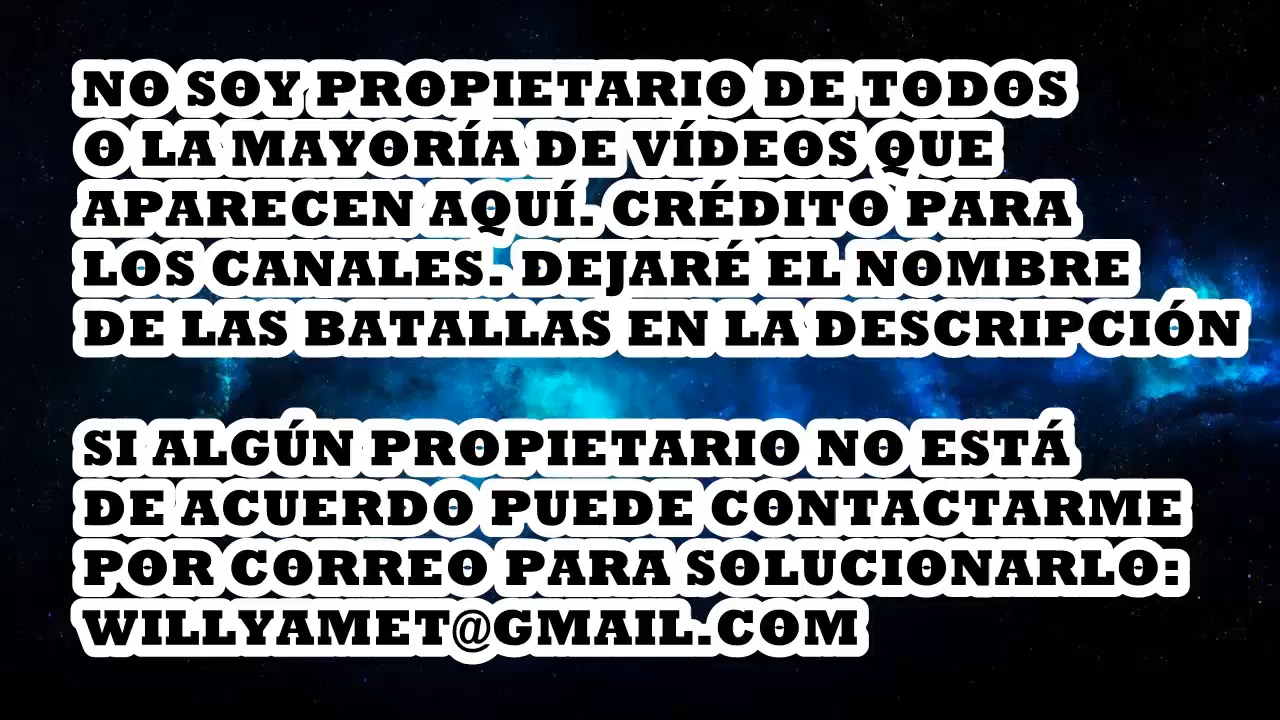 NO SOY PROPIETARIO DE TODOS
O LA MAYORÍA DE VÍDEOS QUE
APARECEN AQUÍ. CRÉDITO PARA
LOS CANALES. DEJARÉ EL NOMBRE
DE LAS BATALLAS EN LA DESCRIPCIÓN
SI ALGÚN PROPIETARIO NO ESTÁ
DE ACUERDO PUEDE CONTACTARME
POR CORREO PARA SOLUCIONARLO:
WILLYAMET@GMAIL.COM